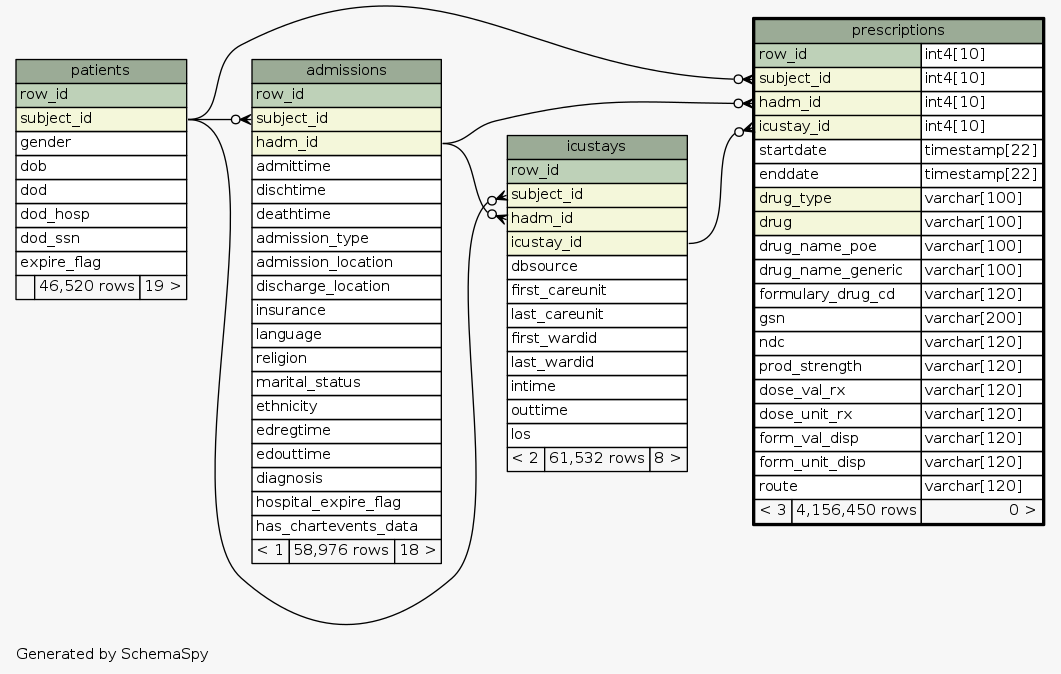 patients
row_id
subject_id
gender
dob
dod
dod_hosp
dod_ssn
expire_flag
46,520 rows 19 >
admissions
row_id
subject_id
hadm_id
admittime
dischtime
deathtime
admission_type
admission_location
discharge_location
insurance
language
religion
marital_status
ethnicity
edregtime
edouttime
diagnosis
hospital_expire_flag
has_chartevents_data
< 1 58,976 rows 18 >
icustays
row_id
subject_id
hadm_id
icustay_id
dbsource
first_careunit
last_careunit
first_wardid
last_wardid
intime
outtime
los
< 2 61,532 rows 8 >
prescriptions
row_id int4[10]
subject_id int4[10]
hadm_id int4[10]
icustay_id int4[10]
startdate timestamp[22]
enddate timestamp[22]
drug_type varchar[100]
drug varchar[100]
drug_name_poe varchar[100]
drug_name_generic varchar[100]
formulary_drug_cd varchar[120]
gsn varchar[200]
ndc varchar[120]
prod_strength varchar[120]
dose_val_rx varchar[120]
dose_unit_rx varchar[120]
form_val_disp varchar[120]
form_unit_disp varchar[120]
route varchar[120]
< 3 4,156,450 rows 0 >
Generated by SchemaSpy